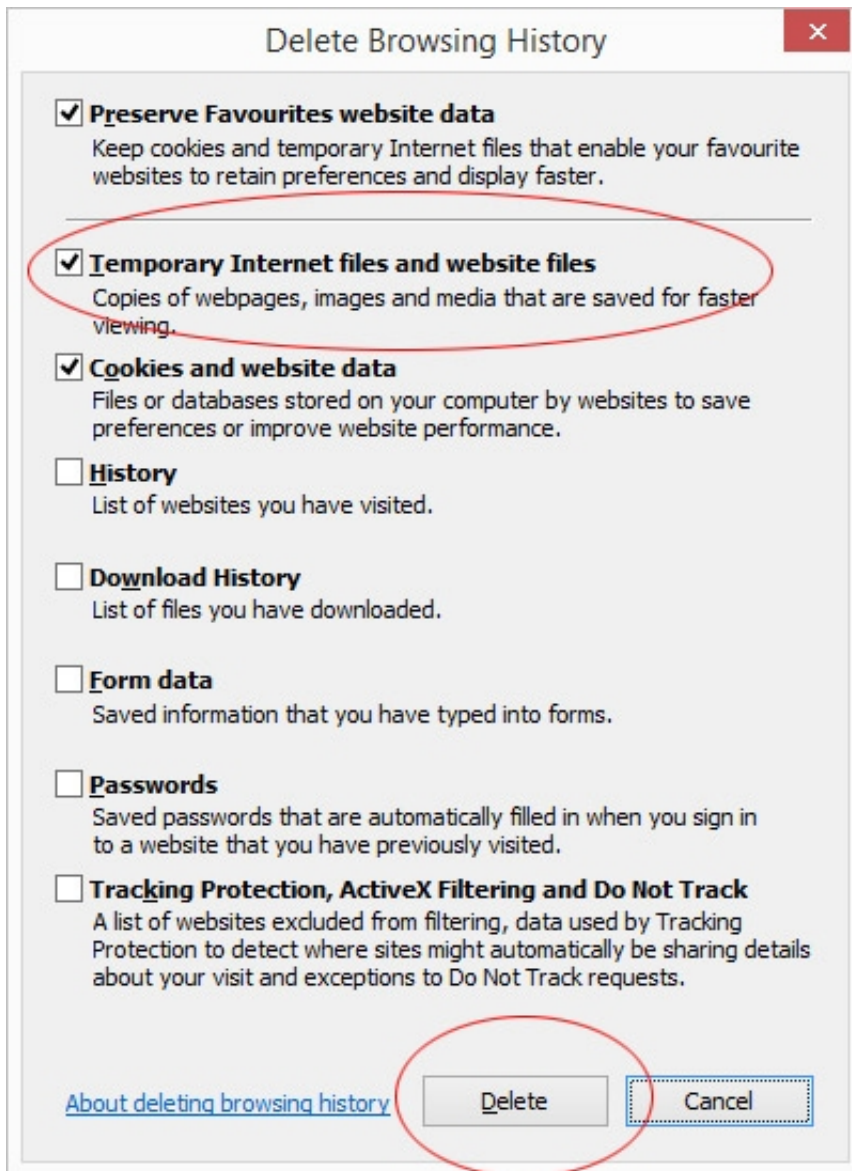 Delete Browsing History
Preserve Favourites website data
Keep cookies and temporary Internet files that enable your favourite
websites to retain preferences and display faster.
Temporary Internet files and website files
Copies of webpages, images and media that are saved for faster
viewing.
Cookies and website data
Files or databases stored on your computer by websites to save
preferences or improve website performance.
History
List of websites you have visited.
Download History
List of files you have downloaded.
Form data
Saved information that you have typed into forms.
Passwords
Saved passwords that are automatically filled in when you sign in
to a website that you have previously visited.
Tracking Protection, ActiveX Filtering and Do Not Track
A list of websites excluded from filtering, data used by Tracking
Protection to detect where sites might automatically be sharing details
about your visit and exceptions to Do Not Track requests.
About deleting browsing history
Delete
Cancel